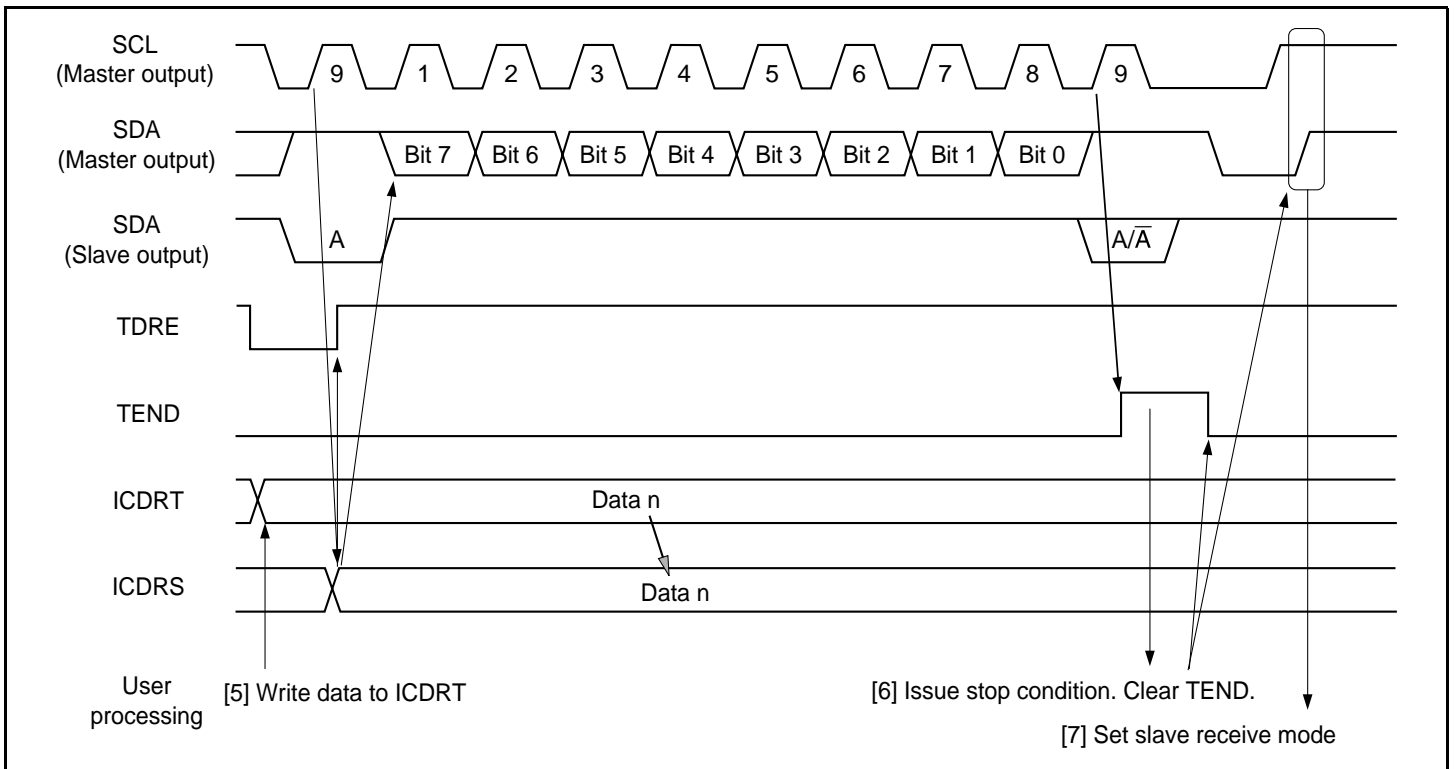 SCL
(Master output)
9 1 2 3 4 5 6 7 8 9
SDA
(Master output)
Bit 7 Bit 6 Bit 5 Bit 4 Bit 3 Bit 2 Bit 1 Bit 0
SDA
(Slave output)
A A/A̅
TDRE
TEND
ICDRT
Data n
ICDRS
Data n
User
processing
[5] Write data to ICDRT
[6] Issue stop condition. Clear TEND.
[7] Set slave receive mode